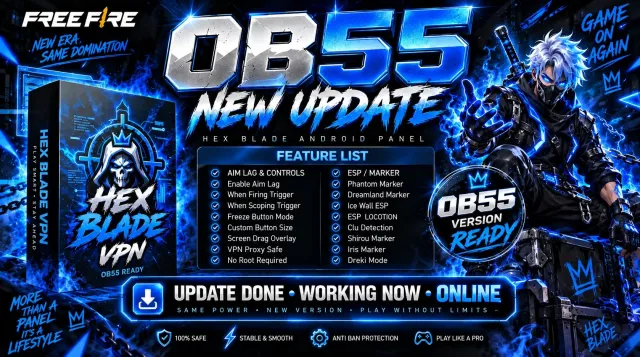 FREE FIRE
NEW ERA.
SAME DOMINATION
GAME
ON
AGAIN
OB55
NEW UPDATE
HEX BLADE ANDROID PANEL
HEX BLADE VPN
PLAY SMART • STAY AHEAD
HEX
BLADE
VPN
OB55 READY
FEATURE LIST
AIM LAG & CONTROLS
Enable Aim Lag
When Firing Trigger
When Scoping Trigger
Freeze Button Mode
Custom Button Size
Screen Drag Overlay
VPN Proxy Safe
No Root Required
ESP / MARKER
Phantom Marker
Dreamland Marker
Ice Wall ESP
ESP LOCOTION
Clu Detection
Shirou Marker
Iris Marker
Dreki Mode
OB55
VERSION
READY
MORE
THAN A
PANEL
IT'S A
LIFESTYLE
UPDATE DONE • WORKING NOW • ONLINE
SAME POWER • NEW VERSION • PLAY WITHOUT LIMITS
HEX
BLADE
100% SAFE
STABLE & SMOOTH
ANTI BAN PROTECTION
PLAY LIKE A PRO